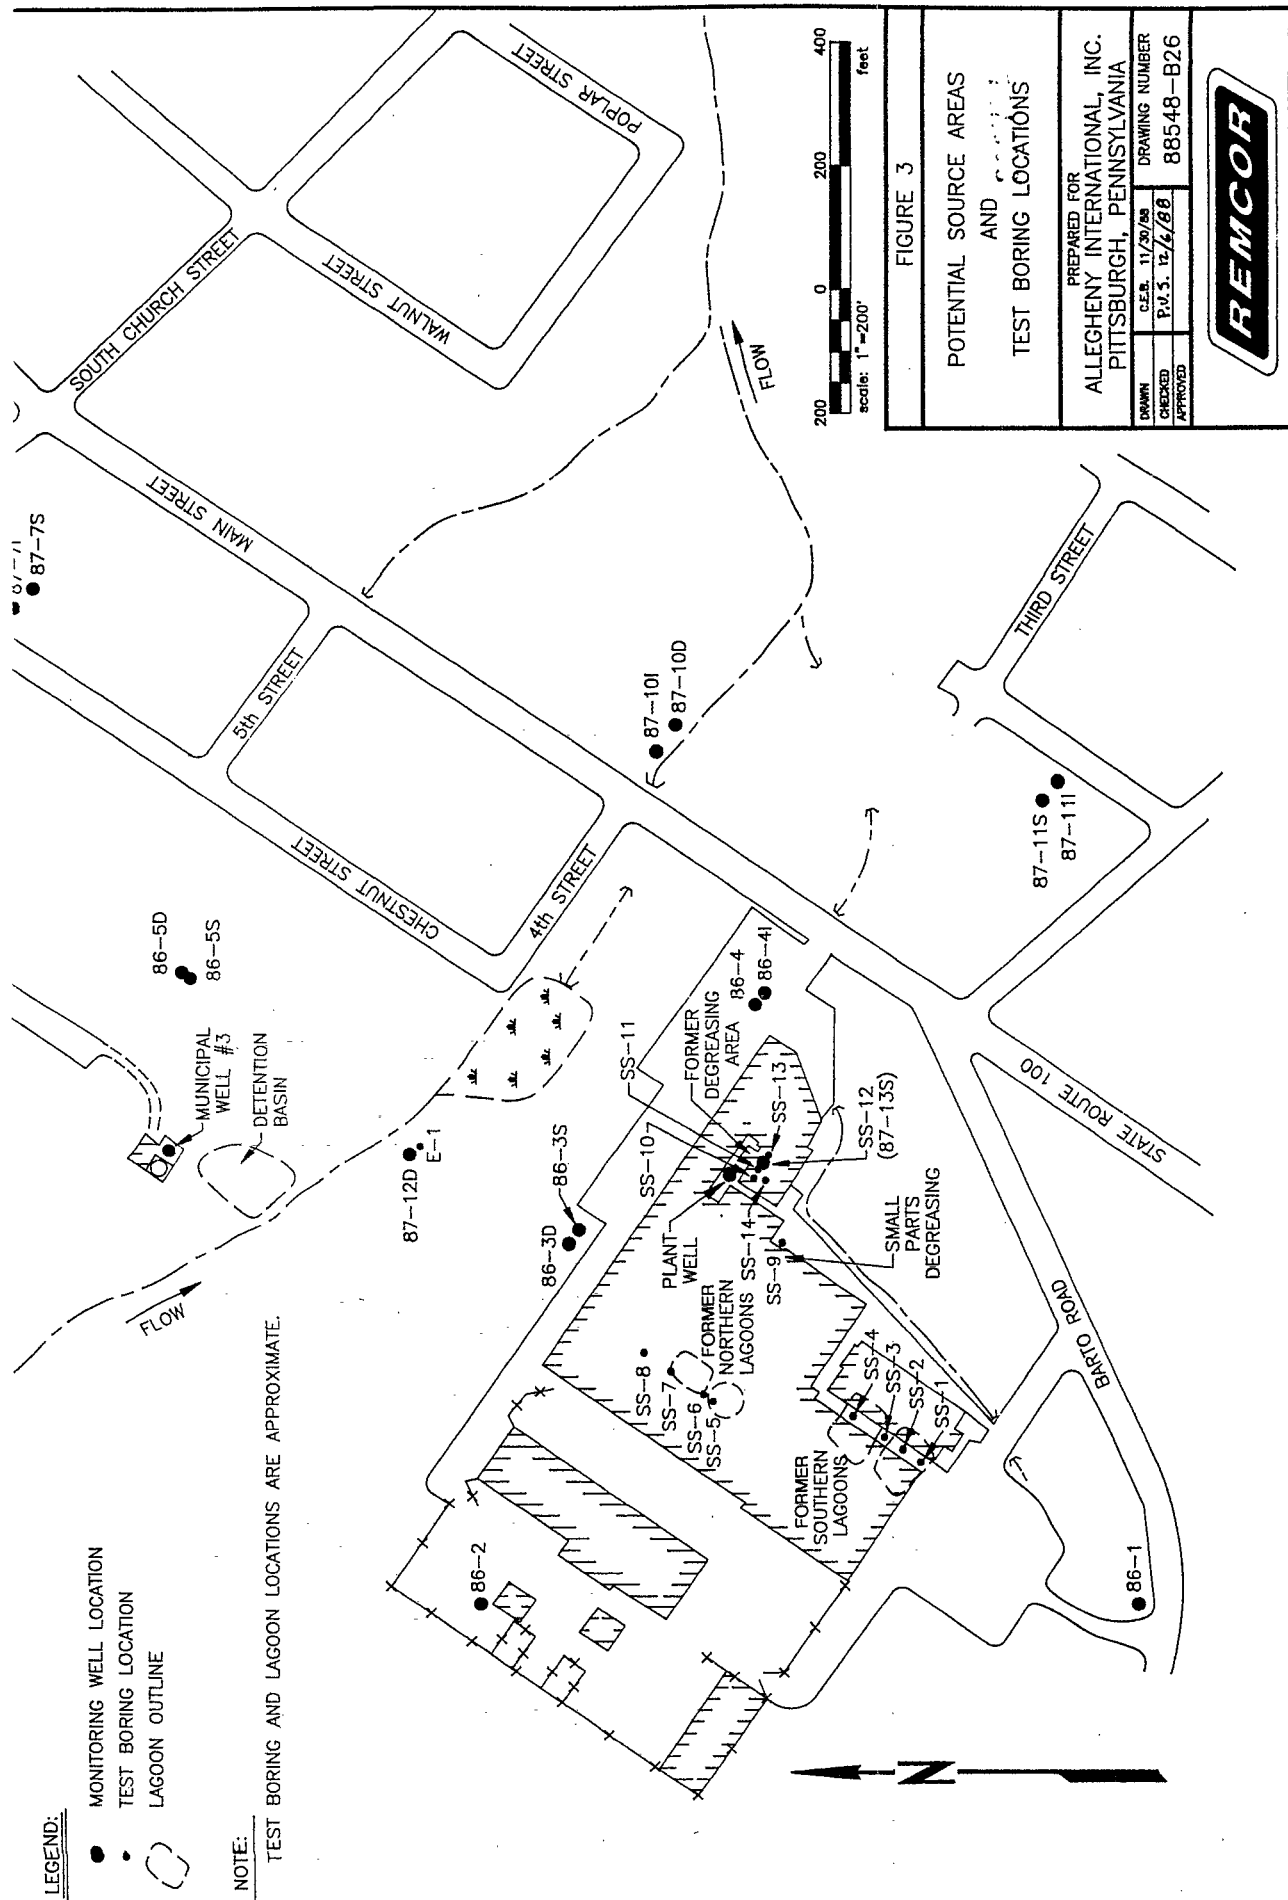 LEGEND:
MONITORING WELL LOCATION
TEST BORING LOCATION
LAGOON OUTLINE
NOTE:
TEST BORING AND LAGOON LOCATIONS ARE APPROXIMATE.
FLOW
MUNICIPAL
WELL #3
DETENTION
BASIN
86-5D
86-5S
87-7I
87-7S
87-12D
E-1
86-3D
86-3S
86-2
SOUTH CHURCH STREET
MAIN STREET
WALNUT STREET
POPLAR STREET
5th STREET
CHESTNUT STREET
4th STREET
87-10I
87-10D
FLOW
86-4
86-4I
FORMER
DEGREASING
AREA
SS-11
SS-10
SS-13
SS-12
(87-13S)
PLANT
WELL
SS-14
SS-9
SMALL
PARTS
DEGREASING
SS-8
SS-7
SS-6
SS-5
FORMER
NORTHERN
LAGOONS
FORMER
SOUTHERN
LAGOONS
SS-4
SS-3
SS-2
SS-1
86-1
BARTO ROAD
STATE ROUTE 100
87-11S
87-11I
THIRD STREET
N
200 0 200 400
scale: 1"=200' feet
FIGURE 3
POTENTIAL SOURCE AREAS
AND
TEST BORING LOCATIONS
PREPARED FOR
ALLEGHENY INTERNATIONAL, INC.
PITTSBURGH, PENNSYLVANIA
DRAWN C.E.B. 11/30/88
CHECKED P.V.S. 12/6/88
APPROVED
DRAWING NUMBER
88548-B26
REMCOR